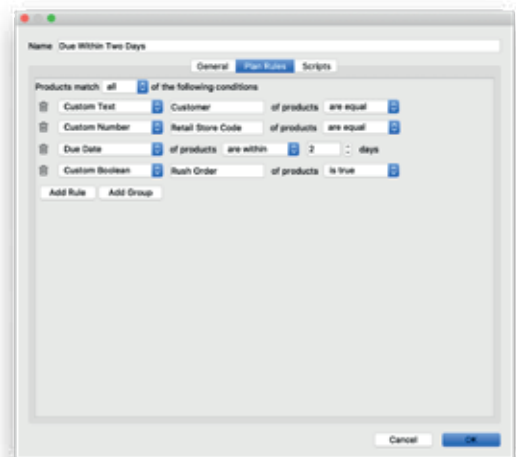 Name Due Within Two Days
General Plan Rules Scripts
Products match all of the following conditions
Custom Text Customer of products are equal
Custom Number Retail Store Code of products are equal
Due Date of products are within 2 days
Custom Boolean Rush Order of products is true
Add Rule Add Group
Cancel OK